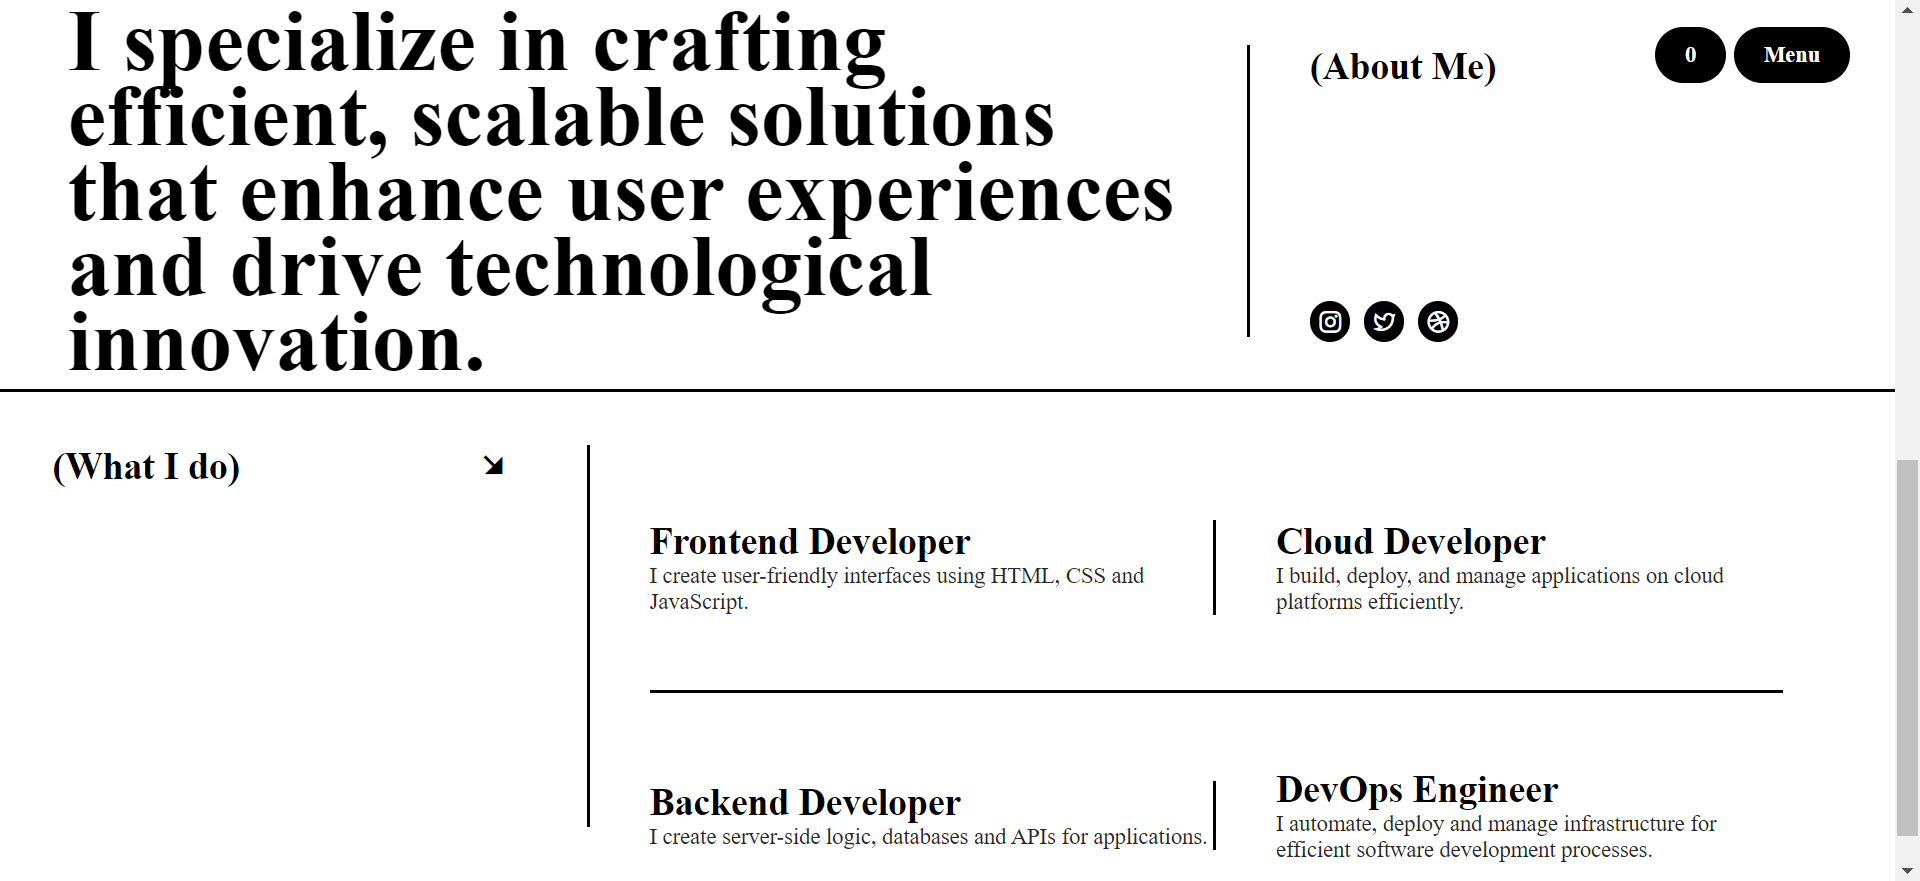 I specialize in crafting
efficient, scalable solutions
that enhance user experiences
and drive technological
innovation.
(About Me)
0
Menu
(What I do)
Frontend Developer
I create user-friendly interfaces using HTML, CSS and
JavaScript.
Cloud Developer
I build, deploy, and manage applications on cloud
platforms efficiently.
Backend Developer
I create server-side logic, databases and APIs for applications.
DevOps Engineer
I automate, deploy and manage infrastructure for
efficient software development processes.